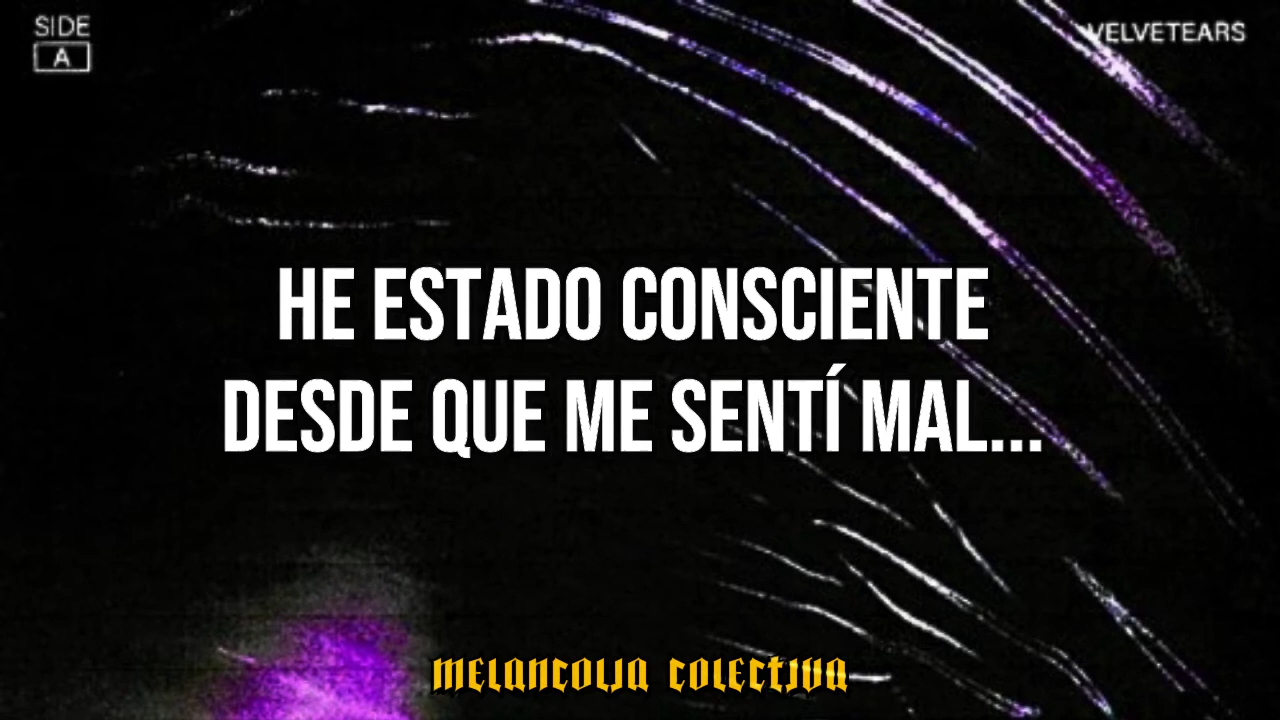 SIDE
A
VELVETEARS
HE ESTADO CONSCIENTE
DESDE QUE ME SENTÍ MAL...
MELANCOLIA COLECTIVA